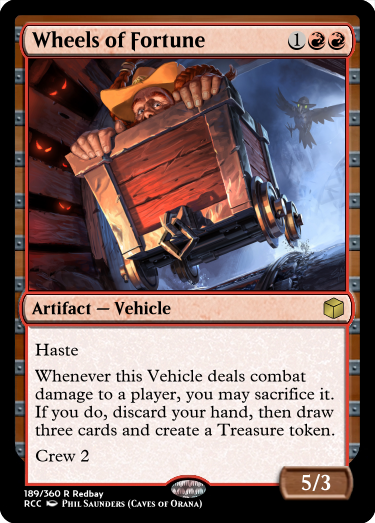 Wheels of Fortune 1
Artifact — Vehicle
Haste
Whenever this Vehicle deals combat
damage to a player, you may sacrifice it.
If you do, discard your hand, then draw
three cards and create a Treasure token.
Crew 2
5/3
189/360 R Redbay
RCC Phil Saunders (Caves of Orana)